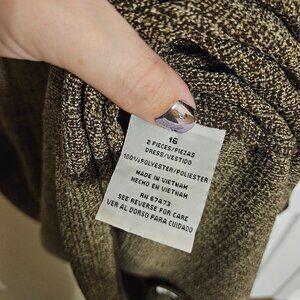 16
2 PIECES/PIEZAS
DRESS/VESTIDO
100% POLYESTER/POLIESTER
MADE IN VIETNAM
HECHO EN VIETNAM
RN 67473
SEE REVERSE FOR CARE
VER AL DORSO PARA CUIDADO